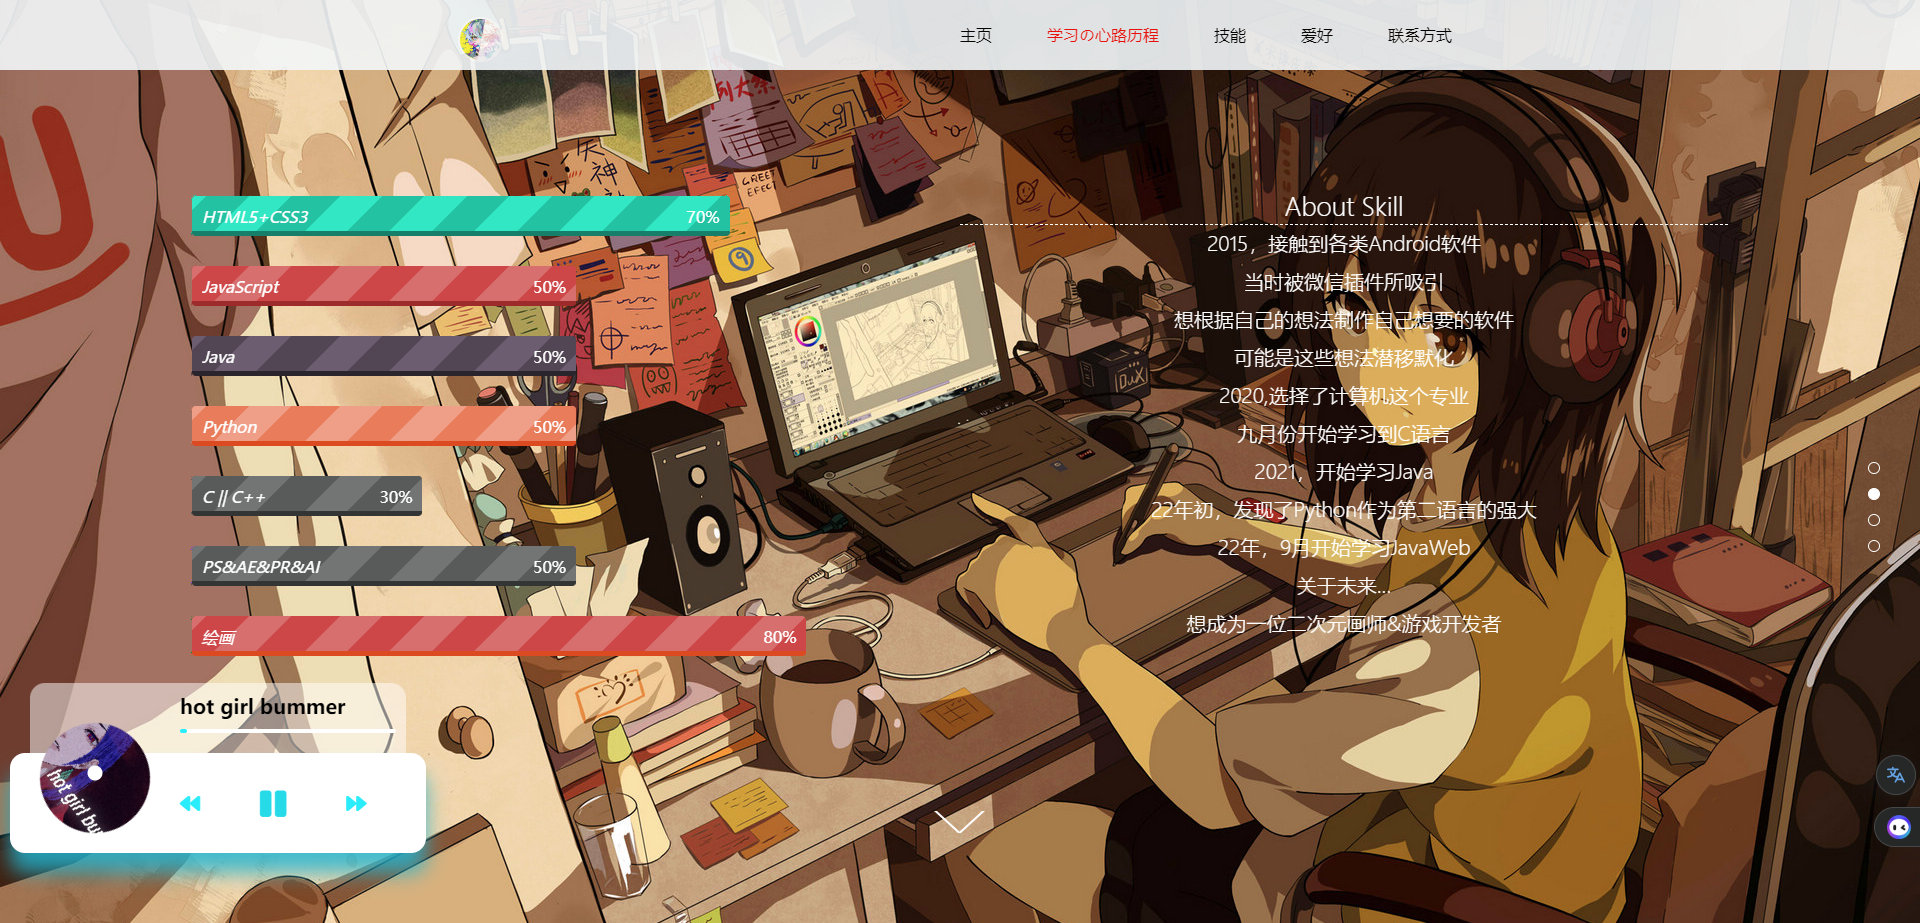 主页 学习の心路历程 技能 爱好 联系方式
GREET
EFFECT
HTML5+CSS3 70%
JavaScript 50%
Java 50%
Python 50%
C || C++ 30%
PS&AE&PR&AI 50%
绘画 80%
About Skill
2015，接触到各类Android软件
当时被微信插件所吸引
想根据自己的想法制作自己想要的软件
可能是这些想法潜移默化
2020,选择了计算机这个专业
九月份开始学习到C语言
2021，开始学习Java
22年初，发现了Python作为第二语言的强大
22年，9月开始学习JavaWeb
关于未来...
想成为一位二次元画师&游戏开发者
DuX
hot girl bummer
hot girl bu